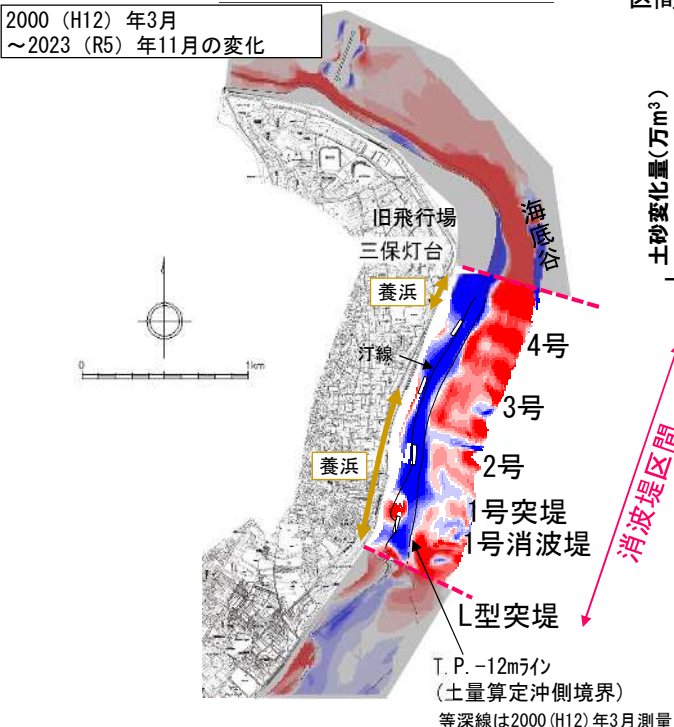 2000 (H12) 年3月
～2023 (R5) 年11月の変化
区間
土砂変化量(万m³)
旧飛行場
海底谷
三保灯台
養浜
汀線
4号
0
1km
3号
養浜
2号
1号突堤
1号消波堤
消波堤区間
L型突堤
T.P.-12mライン
(土量算定沖側境界)
等深線は2000(H12)年3月測量